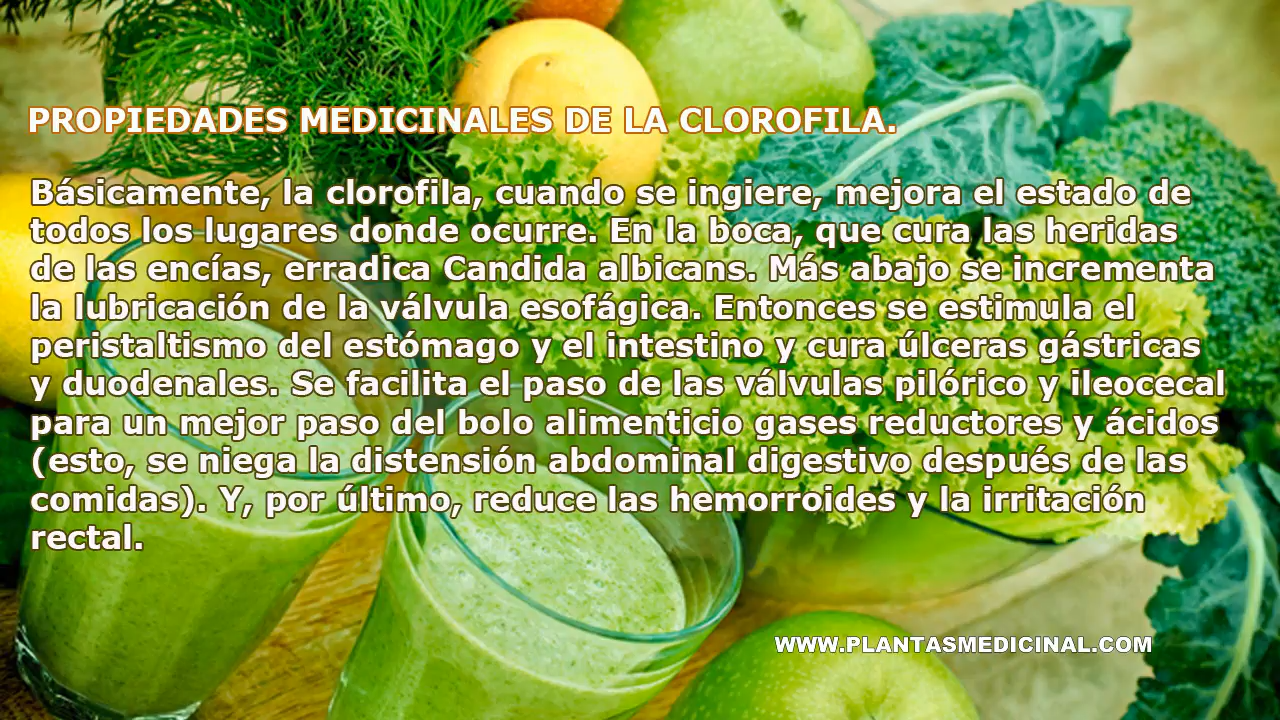 PROPIEDADES MEDICINALES DE LA CLOROFILA.
Básicamente, la clorofila, cuando se ingiere, mejora el estado de
todos los lugares donde ocurre. En la boca, que cura las heridas
de las encías, erradica Candida albicans. Más abajo se incrementa
la lubricación de la válvula esofágica. Entonces se estimula el
peristaltismo del estómago y el intestino y cura úlceras gástricas
y duodenales. Se facilita el paso de las válvulas pilórico y ileocecal
para un mejor paso del bolo alimenticio gases reductores y ácidos
(esto, se niega la distensión abdominal digestivo después de las
comidas). Y, por último, reduce las hemorroides y la irritación
rectal.
WWW.PLANTASMEDICINAL.COM